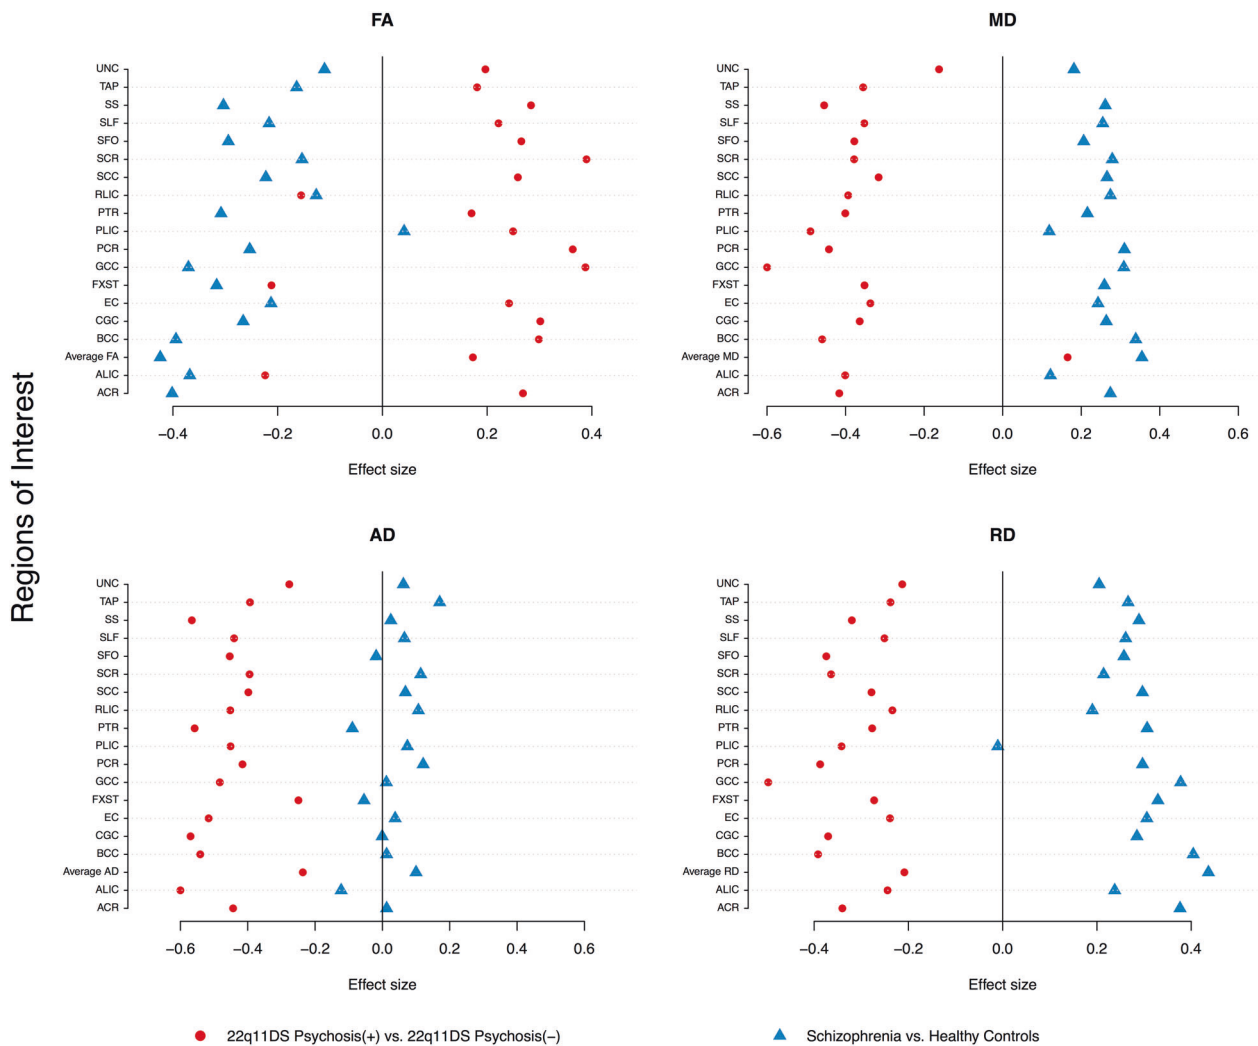 FA
UNC
TAP
SS
SLF
SFO
SCR
SCC
RLIC
PTR
PLIC
PCR
GCC
FXST
EC
CGC
BCC
Average FA
ALIC
ACR
−0.4 −0.2 0.0 0.2 0.4
Effect size
MD
UNC
TAP
SS
SLF
SFO
SCR
SCC
RLIC
PTR
PLIC
PCR
GCC
FXST
EC
CGC
BCC
Average MD
ALIC
ACR
−0.6 −0.4 −0.2 0.0 0.2 0.4 0.6
Effect size
Regions of Interest
AD
UNC
TAP
SS
SLF
SFO
SCR
SCC
RLIC
PTR
PLIC
PCR
GCC
FXST
EC
CGC
BCC
Average AD
ALIC
ACR
−0.6 −0.4 −0.2 0.0 0.2 0.4 0.6
Effect size
RD
UNC
TAP
SS
SLF
SFO
SCR
SCC
RLIC
PTR
PLIC
PCR
GCC
FXST
EC
CGC
BCC
Average RD
ALIC
ACR
−0.4 −0.2 0.0 0.2 0.4
Effect size
22q11DS Psychosis(+) vs. 22q11DS Psychosis(−)
Schizophrenia vs. Healthy Controls